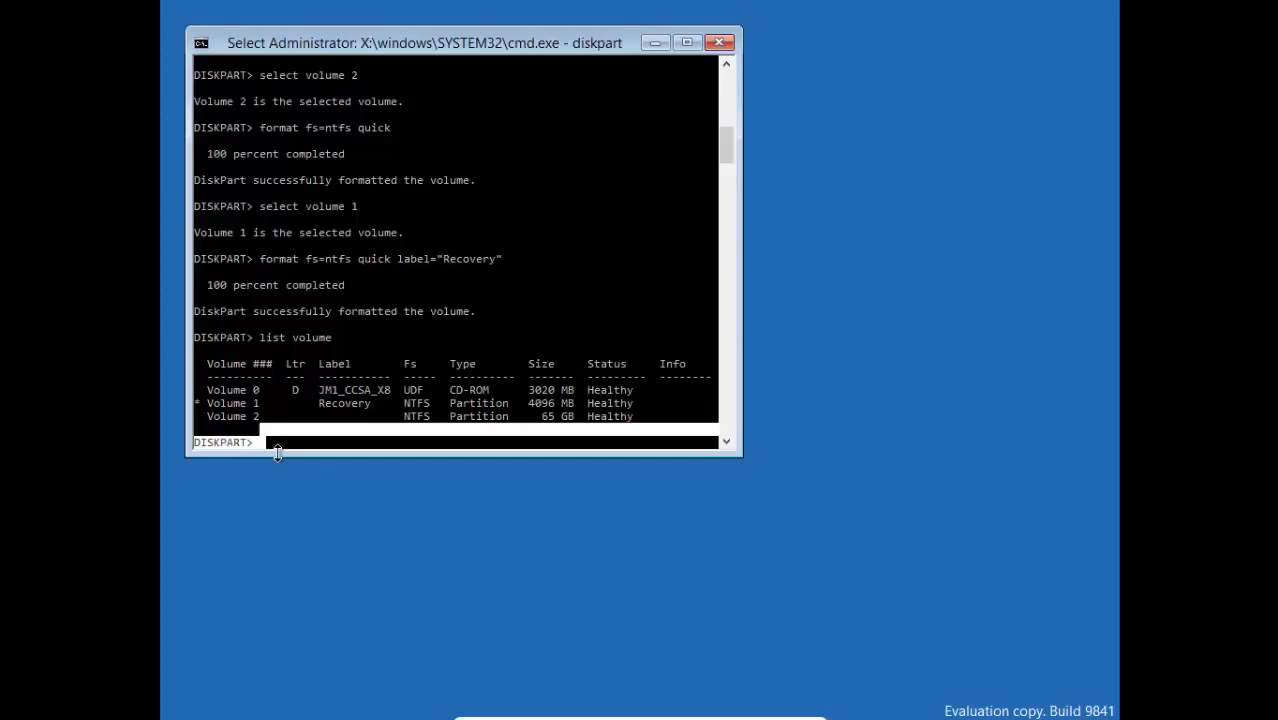 Select Administrator: X:\windows\SYSTEM32\cmd.exe - diskpart
DISKPART> select volume 2
Volume 2 is the selected volume.
DISKPART> format fs=ntfs quick
100 percent completed
DiskPart successfully formatted the volume.
DISKPART> select volume 1
Volume 1 is the selected volume.
DISKPART> format fs=ntfs quick label="Recovery"
100 percent completed
DiskPart successfully formatted the volume.
DISKPART> list volume
Volume ### Ltr Label Fs Type Size Status Info
---------- --- ----------- ----- ---------- ------- --------- --------
Volume 0 D JM1_CCSA_X8 UDF CD-ROM 3020 MB Healthy
* Volume 1 Recovery NTFS Partition 4096 MB Healthy
Volume 2 NTFS Partition 65 GB Healthy
DISKPART>
Evaluation copy. Build 9841